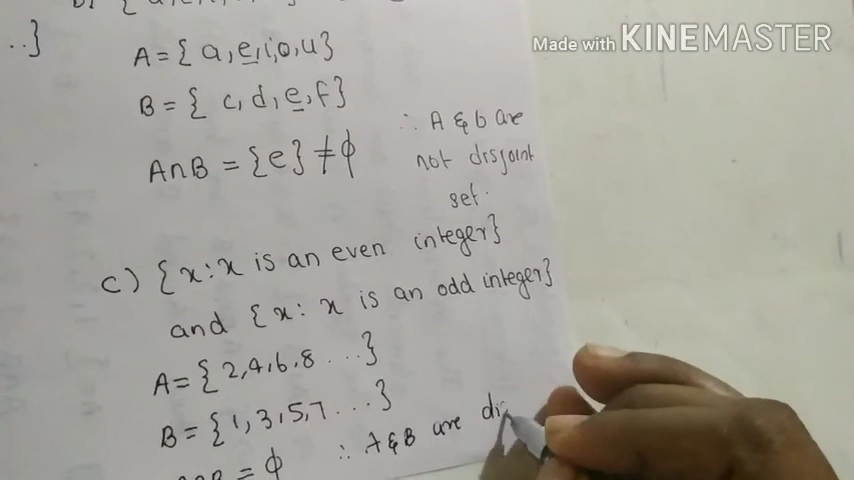 Made with KINEMASTER
..}
A = { a, e, i, o, u}
B = { c, d, e, f}
A∩B = {e} ≠ ϕ
∴ A & b are
not disjoint
set.
c) {x : x is an even integer}
and {x : x is an odd integer}
A = { 2, 4, 6, 8 ...}
B = { 1, 3, 5, 7 ...}
= ϕ ∴ A & B are di